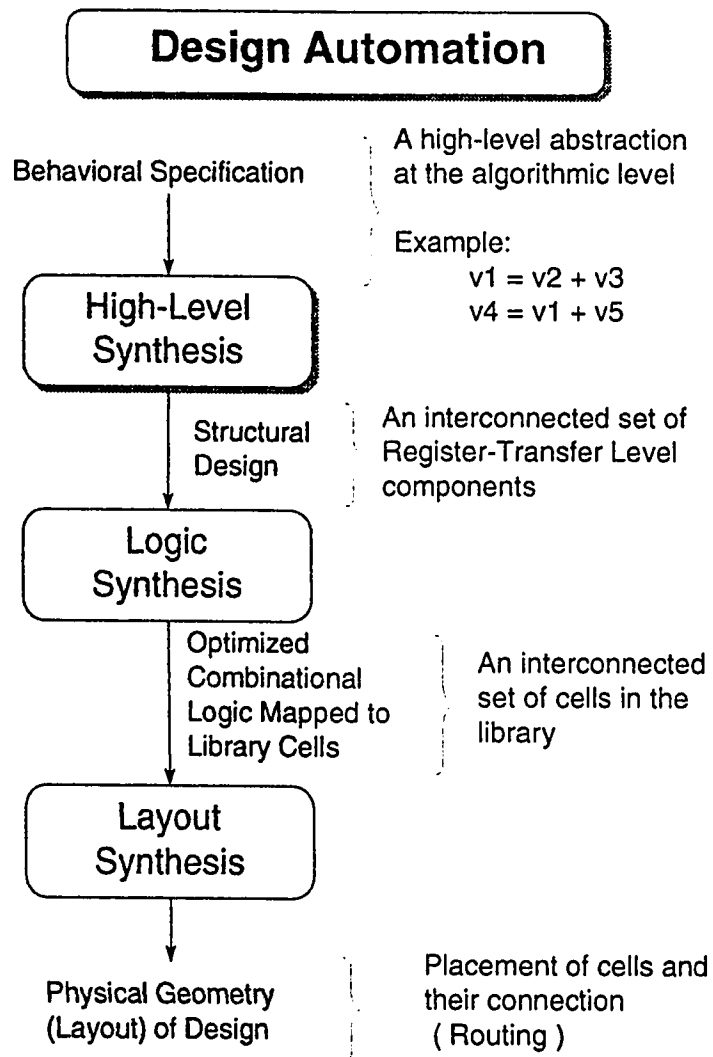 Design Automation
Behavioral Specification
A high-level abstraction
at the algorithmic level
Example:
v1 = v2 + v3
v4 = v1 + v5
High-Level
Synthesis
Structural
Design
An interconnected set of
Register-Transfer Level
components
Logic
Synthesis
Optimized
Combinational
Logic Mapped to
Library Cells
An interconnected
set of cells in the
library
Layout
Synthesis
Physical Geometry
(Layout) of Design
Placement of cells and
their connection
( Routing )